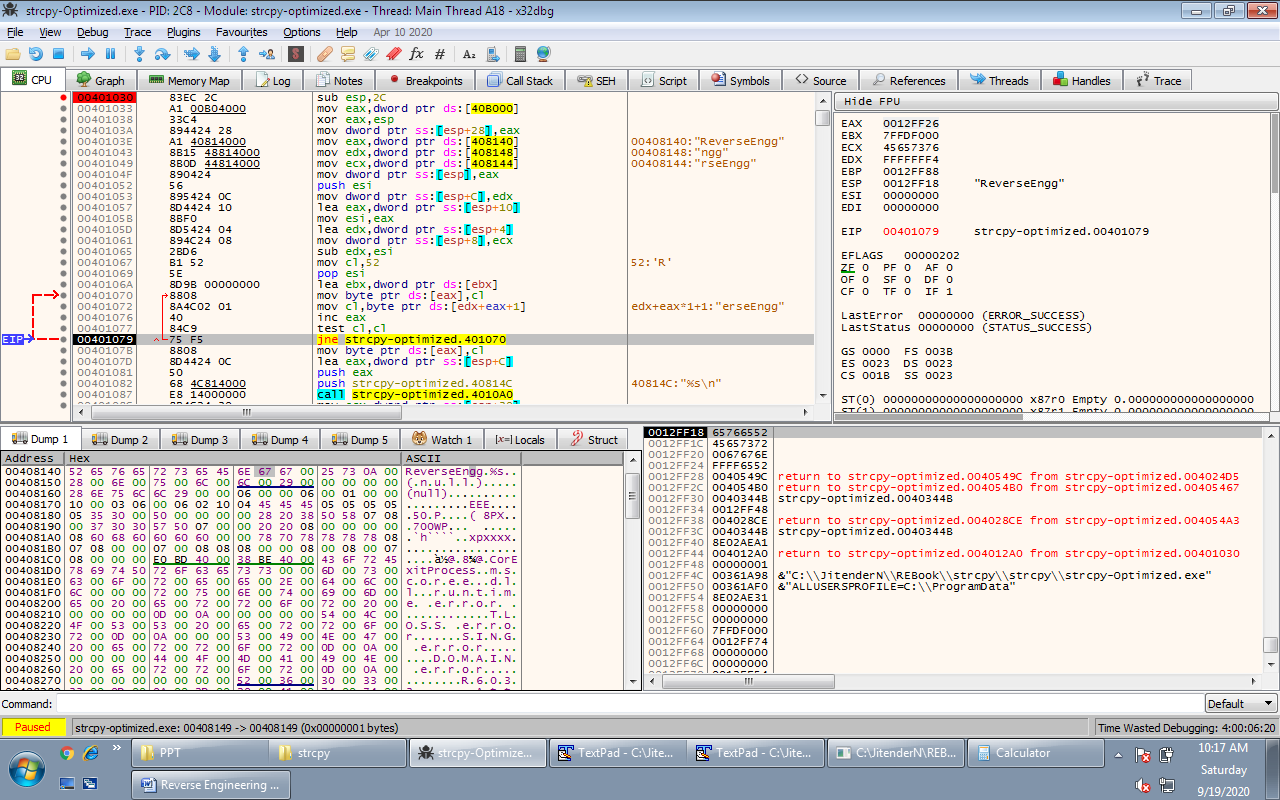 strcpy-Optimized.exe - PID: 2C8 - Module: strcpy-optimized.exe - Thread: Main Thread A18 - x32dbg
File View Debug Trace Plugins Favourites Options Help Apr 10 2020
CPU Graph Memory Map Log Notes Breakpoints Call Stack SEH Script Symbols Source References Threads Handles Trace
00401030 83EC 2C sub esp,2C
00401033 A1 00B04000 mov eax,dword ptr ds:[40B000]
00401038 33C4 xor eax,esp
0040103A 894424 28 mov dword ptr ss:[esp+28],eax
0040103E A1 40814000 mov eax,dword ptr ds:[408140] 00408140:"ReverseEngg"
00401043 8B15 48814000 mov edx,dword ptr ds:[408148] 00408148:"ngg"
00401049 8B0D 44814000 mov ecx,dword ptr ds:[408144] 00408144:"rseEngg"
0040104F 890424 mov dword ptr ss:[esp],eax
00401052 56 push esi
00401053 895424 0C mov dword ptr ss:[esp+C],edx
00401057 8D4424 10 lea eax,dword ptr ss:[esp+10]
0040105B 8BF0 mov esi,eax
0040105D 8D5424 04 lea edx,dword ptr ss:[esp+4]
00401061 894C24 08 mov dword ptr ss:[esp+8],ecx
00401065 2BD6 sub edx,esi
00401067 B1 52 mov cl,52 52:'R'
00401069 5E pop esi
0040106A 8D9B 00000000 lea ebx,dword ptr ds:[ebx]
00401070 8808 mov byte ptr ds:[eax],cl
00401072 8A4C02 01 mov cl,byte ptr ds:[edx+eax+1] edx+eax*1+1:"erseEngg"
00401076 40 inc eax
00401077 84C9 test cl,cl
EIP 00401079 75 F5 jne strcpy-optimized.401070
0040107B 8808 mov byte ptr ds:[eax],cl
0040107D 8D4424 0C lea eax,dword ptr ss:[esp+C]
00401081 50 push eax
00401082 68 4C814000 push strcpy-optimized.40814C 40814C:"%s\n"
00401087 E8 14000000 call strcpy-optimized.4010A0
Hide FPU
EAX 0012FF26
EBX 7FFDF000
ECX 45657376
EDX FFFFFFF4
EBP 0012FF88
ESP 0012FF18 "ReverseEngg"
ESI 00000000
EDI 00000000
EIP 00401079 strcpy-optimized.00401079
EFLAGS 00000202
ZF 0 PF 0 AF 0
OF 0 SF 0 DF 0
CF 0 TF 0 IF 1
LastError 00000000 (ERROR_SUCCESS)
LastStatus 00000000 (STATUS_SUCCESS)
GS 0000 FS 003B
ES 0023 DS 0023
CS 001B SS 0023
ST(0) 00000000000000000000 x87r0 Empty 0.000000000000000000
Dump 1 Dump 2 Dump 3 Dump 4 Dump 5 Watch 1 [x=] Locals Struct
Address Hex ASCII
00408140 52 65 76 65 72 73 65 45 6E 67 67 00 25 73 0A 00 ReverseEngg.%s..
00408150 28 00 6E 00 75 00 6C 00 6C 00 29 00 00 00 00 00 (.n.u.l.l.).....
00408160 28 6E 75 6C 6C 29 00 00 06 00 00 06 00 01 00 00 (null)..........
00408170 10 00 03 06 00 06 02 10 04 45 45 45 05 05 05 05 .........EEE....
00408180 05 35 30 00 50 00 00 00 00 28 20 38 50 58 07 08 .50.P....( 8PX..
00408190 00 37 30 30 57 50 07 00 00 20 20 08 00 00 00 00 .700WP... .....
004081A0 08 60 68 60 60 60 60 00 00 78 70 78 78 78 78 08 .`h````..xpxxxx.
004081B0 07 08 00 00 07 00 08 08 08 00 00 08 00 08 00 07 ................
004081C0 08 00 00 00 E0 BD 40 00 38 BE 40 00 43 6F 72 45 ....à½@.8¾@.CorE
004081D0 78 69 74 50 72 6F 63 65 73 73 00 00 6D 00 73 00 xitProcess..m.s.
004081E0 63 00 6F 00 72 00 65 00 65 00 2E 00 64 00 6C 00 c.o.r.e.e...d.l.
004081F0 6C 00 00 00 72 00 75 00 6E 00 74 00 69 00 6D 00 l...r.u.n.t.i.m.
00408200 65 00 20 00 65 00 72 00 72 00 6F 00 72 00 20 00 e. .e.r.r.o.r. .
00408210 00 00 00 00 0D 00 0A 00 00 00 00 00 54 00 4C 00 ............T.L.
00408220 4F 00 53 00 53 00 20 00 65 00 72 00 72 00 6F 00 O.S.S. .e.r.r.o.
00408230 72 00 0D 00 0A 00 00 00 53 00 49 00 4E 00 47 00 r.......S.I.N.G.
00408240 20 00 65 00 72 00 72 00 6F 00 72 00 0D 00 0A 00 .e.r.r.o.r.....
00408250 00 00 00 00 44 00 4F 00 4D 00 41 00 49 00 4E 00 ....D.O.M.A.I.N.
00408260 20 00 65 00 72 00 72 00 6F 00 72 00 0D 00 0A 00 .e.r.r.o.r.....
00408270 00 00 00 00 00 00 00 00 52 00 36 00 30 00 33 00 ........R.6.0.3.
0012FF18 65766552
0012FF1C 45657372
0012FF20 0067676E
0012FF24 FFFF6552
0012FF28 0040549C return to strcpy-optimized.0040549C from strcpy-optimized.004024D5
0012FF2C 004054B0 return to strcpy-optimized.004054B0 from strcpy-optimized.00405467
0012FF30 0040344B strcpy-optimized.0040344B
0012FF34 0012FF48
0012FF38 004028CE return to strcpy-optimized.004028CE from strcpy-optimized.004054A3
0012FF3C 0040344B strcpy-optimized.0040344B
0012FF40 8E02AEA1
0012FF44 004012A0 return to strcpy-optimized.004012A0 from strcpy-optimized.00401030
0012FF48 00000001
0012FF4C 00361A98 &"C:\\JitenderN\\REBook\\strcpy\\strcpy\\strcpy-Optimized.exe"
0012FF50 00361AF0 &"ALLUSERSPROFILE=C:\\ProgramData"
0012FF54 8E02AE31
0012FF58 00000000
0012FF5C 00000000
0012FF60 7FFDF000
0012FF64 0012FF74
0012FF68 00000000
0012FF6C 00000000
Command: Default
Paused strcpy-optimized.exe: 00408149 -> 00408149 (0x00000001 bytes) Time Wasted Debugging: 4:00:06:20
PPT strcpy strcpy-Optimize... TextPad - C:\Jite... TextPad - C:\Jite... C:\JitenderN\REB... Calculator
Reverse Engineering ...
10:17 AM
Saturday
9/19/2020